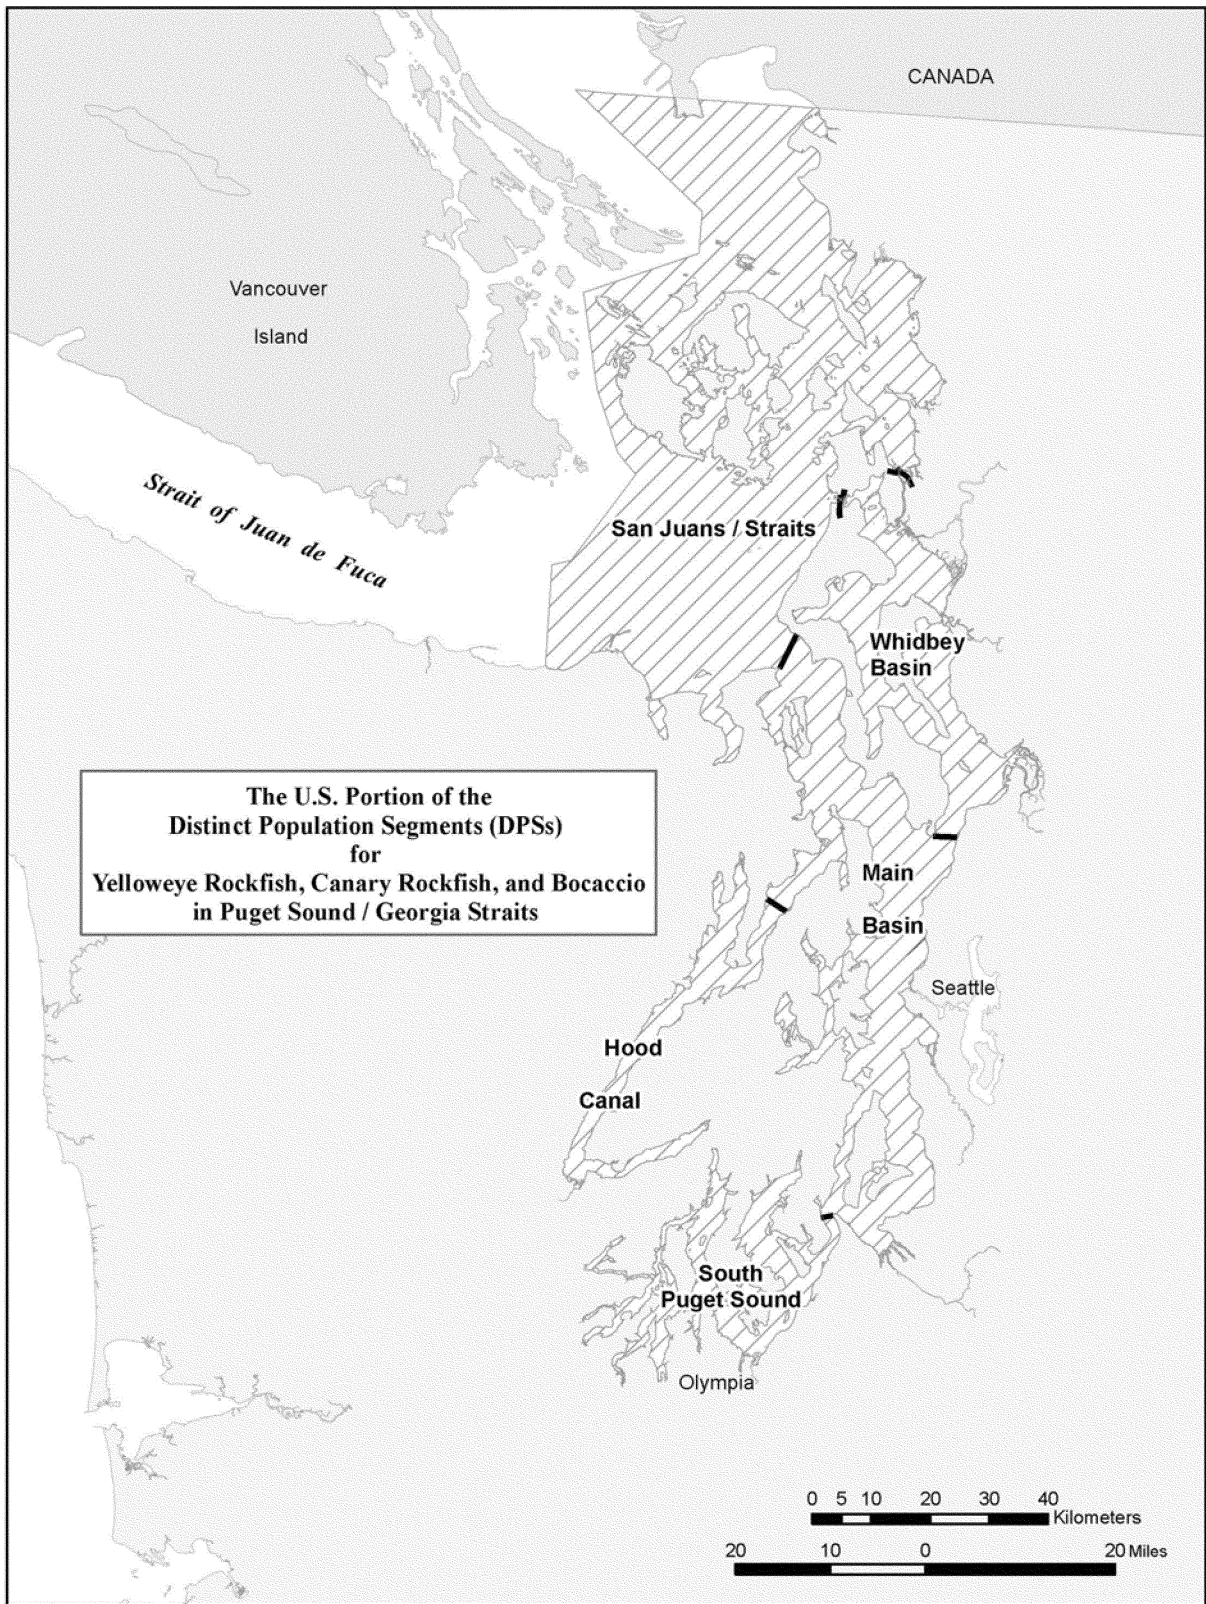 CANADA
Vancouver
Island
Strait of Juan de Fuca
San Juans / Straits
Whidbey
Basin
The U.S. Portion of the
Distinct Population Segments (DPSs)
for
Yelloweye Rockfish, Canary Rockfish, and Bocaccio
in Puget Sound / Georgia Straits
Main
Basin
Seattle
Hood
Canal
South
Puget Sound
Olympia
0 5 10 20 30 40
Kilometers
20 10 0 20 Miles